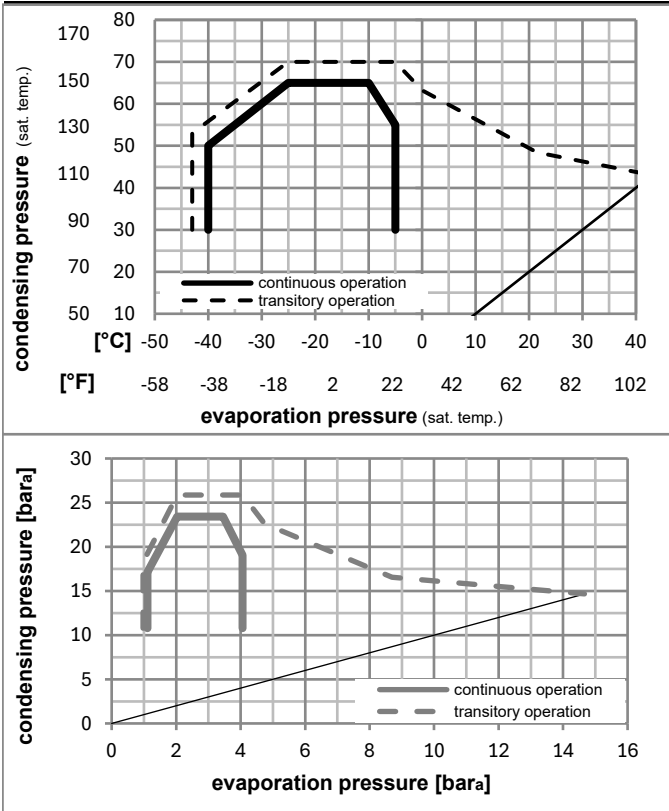 condensing pressure (sat. temp.)
170
150
130
110
90
70
50
80
70
60
50
40
30
20
10
continuous operation
transitory operation
[°C] -50 -40 -30 -20 -10 0 10 20 30 40
[°F] -58 -38 -18 2 22 42 62 82 102
evaporation pressure (sat. temp.)
condensing pressure [bara]
30
25
20
15
10
5
0
continuous operation
transitory operation
0 2 4 6 8 10 12 14 16
evaporation pressure [bara]